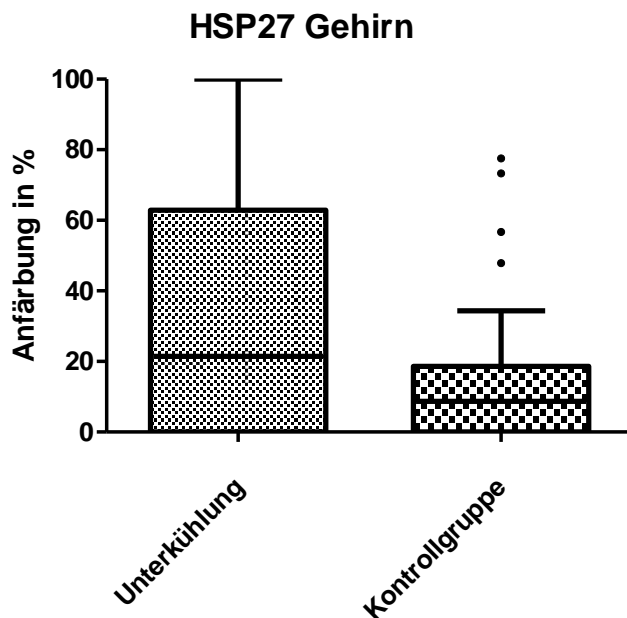 HSP27 Gehirn
Anfärbung in %
100
80
60
40
20
0
Unterkühlung
Kontrollgruppe